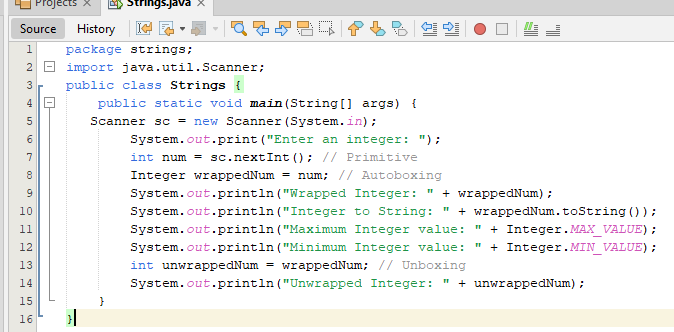 Projects
Strings.java
Source History
1 package strings;
2 import java.util.Scanner;
3 public class Strings {
4 public static void main(String[] args) {
5 Scanner sc = new Scanner(System.in);
6 System.out.print("Enter an integer: ");
7 int num = sc.nextInt(); // Primitive
8 Integer wrappedNum = num; // Autoboxing
9 System.out.println("Wrapped Integer: " + wrappedNum);
10 System.out.println("Integer to String: " + wrappedNum.toString());
11 System.out.println("Maximum Integer value: " + Integer.MAX_VALUE);
12 System.out.println("Minimum Integer value: " + Integer.MIN_VALUE);
13 int unwrappedNum = wrappedNum; // Unboxing
14 System.out.println("Unwrapped Integer: " + unwrappedNum);
15 }
16 }